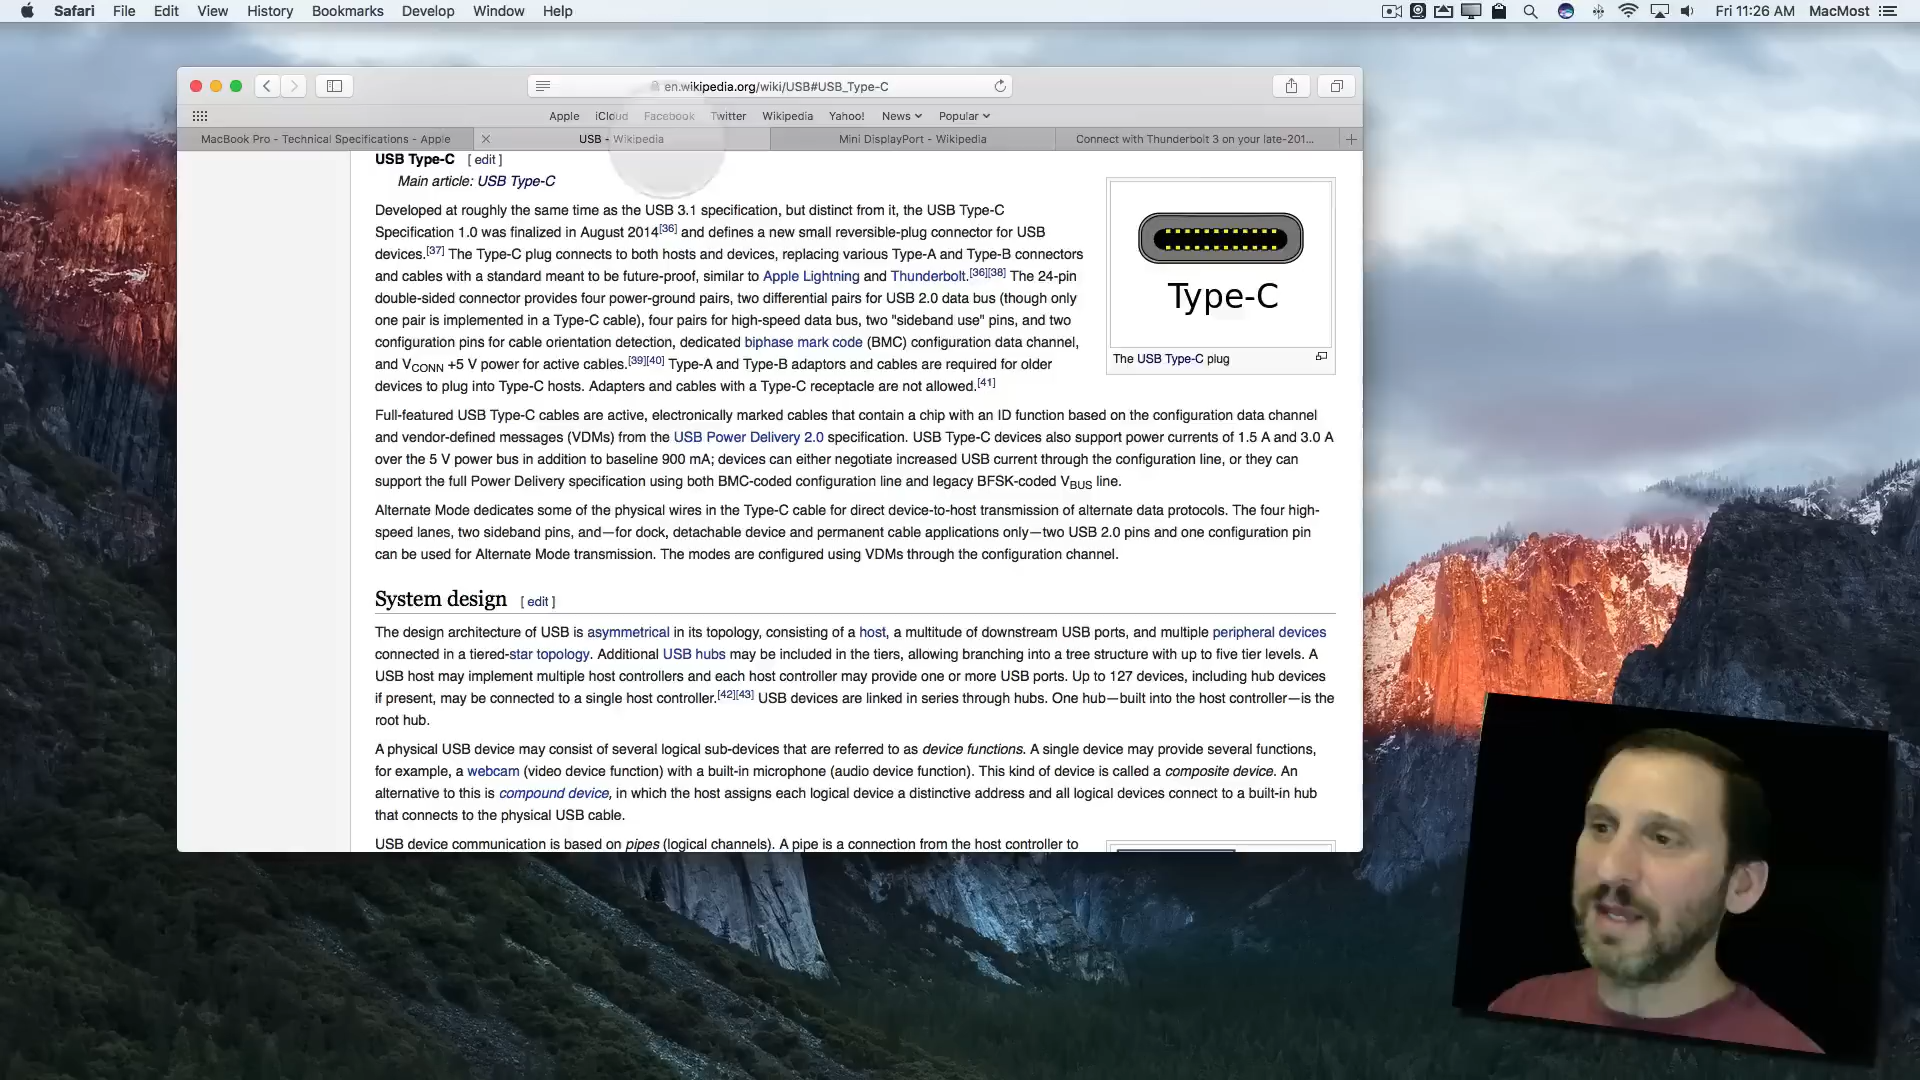 Safari File Edit View History Bookmarks Develop Window Help Fri 11:26 AM MacMost
en.wikipedia.org/wiki/USB#USB_Type-C
Apple iCloud Facebook Twitter Wikipedia Yahoo! News Popular
MacBook Pro - Technical Specifications - Apple USB - Wikipedia Mini DisplayPort - Wikipedia Connect with Thunderbolt 3 on your late-201...
USB Type-C [ edit ]
Main article: USB Type-C
Developed at roughly the same time as the USB 3.1 specification, but distinct from it, the USB Type-C
Specification 1.0 was finalized in August 2014[36] and defines a new small reversible-plug connector for USB
devices.[37] The Type-C plug connects to both hosts and devices, replacing various Type-A and Type-B connectors
and cables with a standard meant to be future-proof, similar to Apple Lightning and Thunderbolt.[36][38] The 24-pin
double-sided connector provides four power-ground pairs, two differential pairs for USB 2.0 data bus (though only
one pair is implemented in a Type-C cable), four pairs for high-speed data bus, two "sideband use" pins, and two
configuration pins for cable orientation detection, dedicated biphase mark code (BMC) configuration data channel,
and VCONN +5 V power for active cables.[39][40] Type-A and Type-B adaptors and cables are required for older
devices to plug into Type-C hosts. Adapters and cables with a Type-C receptacle are not allowed.[41]
Type-C
The USB Type-C plug
Full-featured USB Type-C cables are active, electronically marked cables that contain a chip with an ID function based on the configuration data channel
and vendor-defined messages (VDMs) from the USB Power Delivery 2.0 specification. USB Type-C devices also support power currents of 1.5 A and 3.0 A
over the 5 V power bus in addition to baseline 900 mA; devices can either negotiate increased USB current through the configuration line, or they can
support the full Power Delivery specification using both BMC-coded configuration line and legacy BFSK-coded VBUS line.
Alternate Mode dedicates some of the physical wires in the Type-C cable for direct device-to-host transmission of alternate data protocols. The four high-
speed lanes, two sideband pins, and—for dock, detachable device and permanent cable applications only—two USB 2.0 pins and one configuration pin
can be used for Alternate Mode transmission. The modes are configured using VDMs through the configuration channel.
System design [ edit ]
The design architecture of USB is asymmetrical in its topology, consisting of a host, a multitude of downstream USB ports, and multiple peripheral devices
connected in a tiered-star topology. Additional USB hubs may be included in the tiers, allowing branching into a tree structure with up to five tier levels. A
USB host may implement multiple host controllers and each host controller may provide one or more USB ports. Up to 127 devices, including hub devices
if present, may be connected to a single host controller.[42][43] USB devices are linked in series through hubs. One hub—built into the host controller—is the
root hub.
A physical USB device may consist of several logical sub-devices that are referred to as device functions. A single device may provide several functions,
for example, a webcam (video device function) with a built-in microphone (audio device function). This kind of device is called a composite device. An
alternative to this is compound device, in which the host assigns each logical device a distinctive address and all logical devices connect to a built-in hub
that connects to the physical USB cable.
USB device communication is based on pipes (logical channels). A pipe is a connection from the host controller to